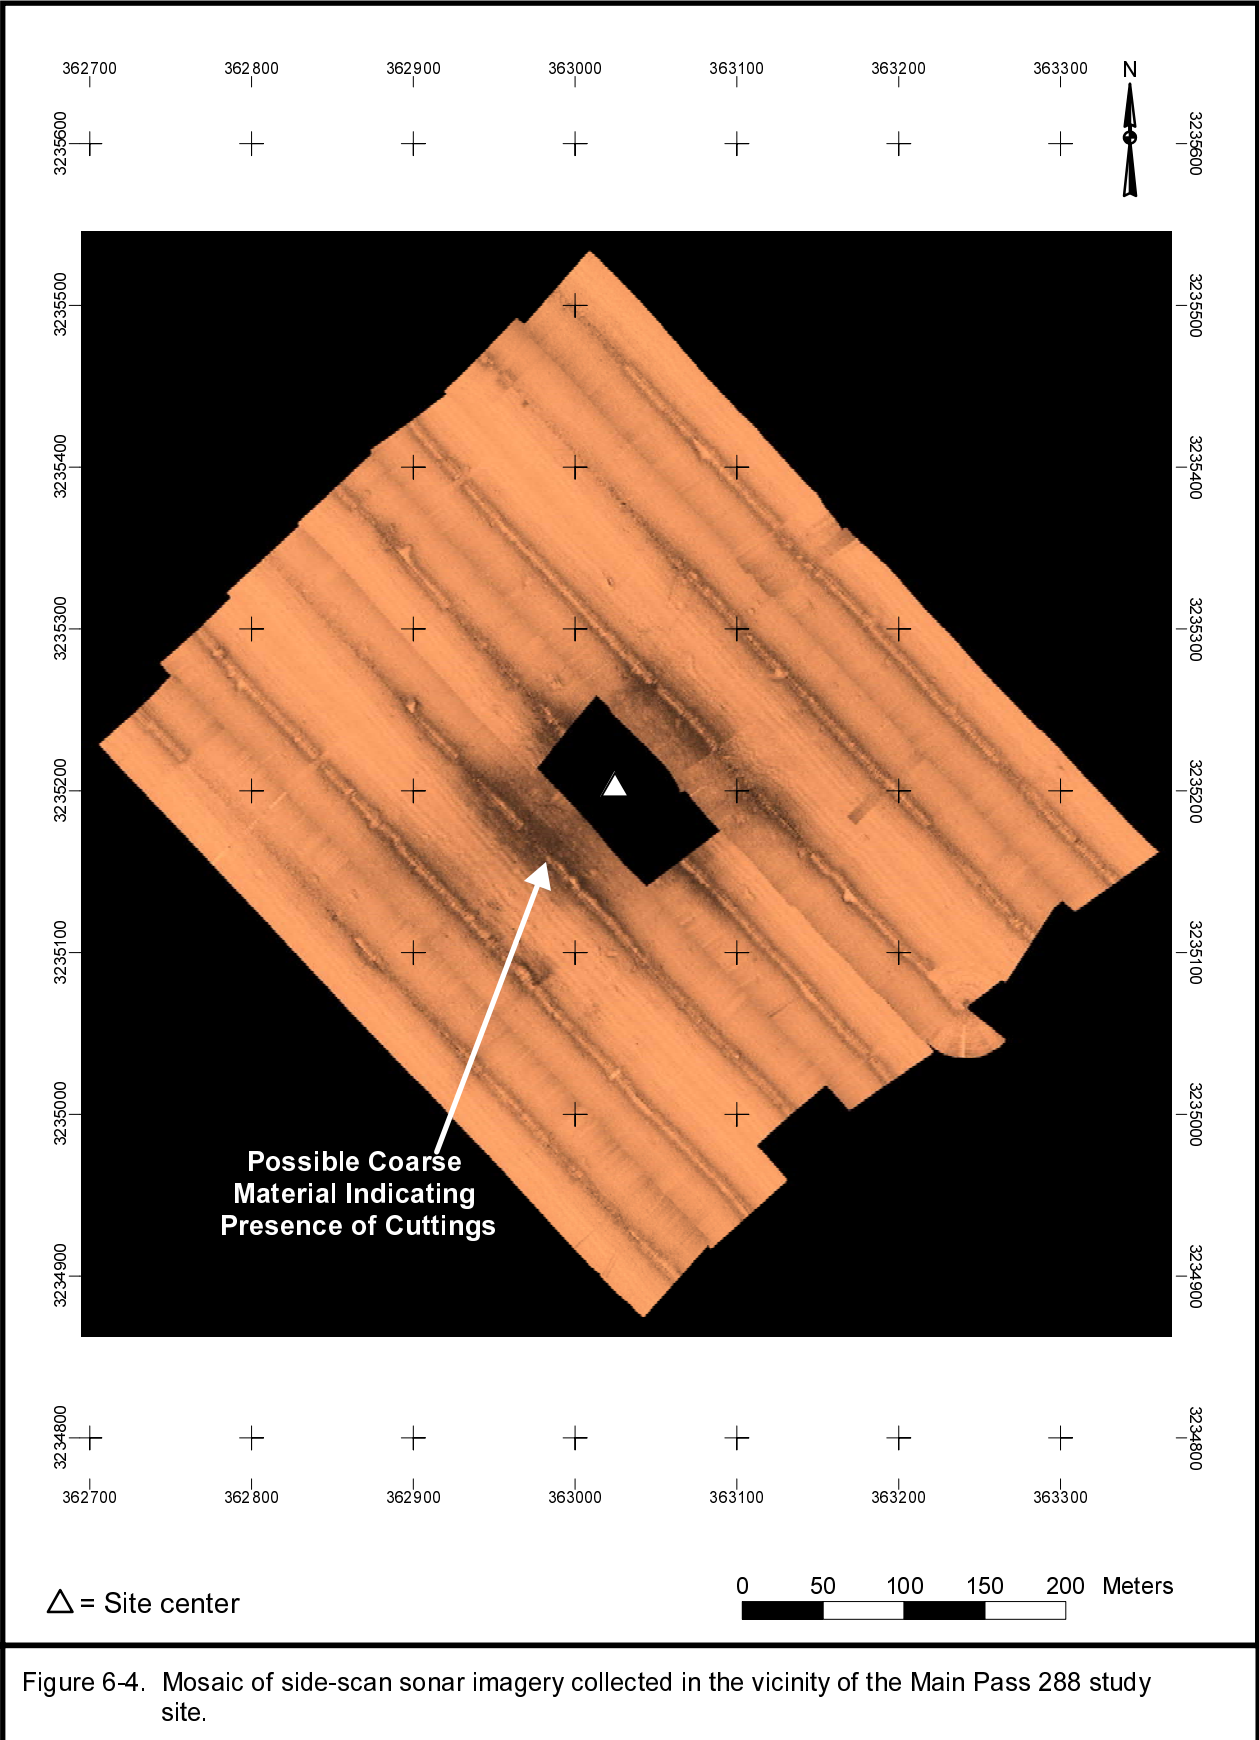 362700 362800 362900 363000 363100 363200 363300
N
3235600 3235600
3235500 3235500
3235400 3235400
3235300 3235300
3235200 3235200
3235100 3235100
3235000 3235000
Possible Coarse
Material Indicating
Presence of Cuttings
3234900 3234900
3234800 3234800
362700 362800 362900 363000 363100 363200 363300
0 50 100 150 200 Meters
= Site center
Figure 6-4. Mosaic of side-scan sonar imagery collected in the vicinity of the Main Pass 288 study
site.